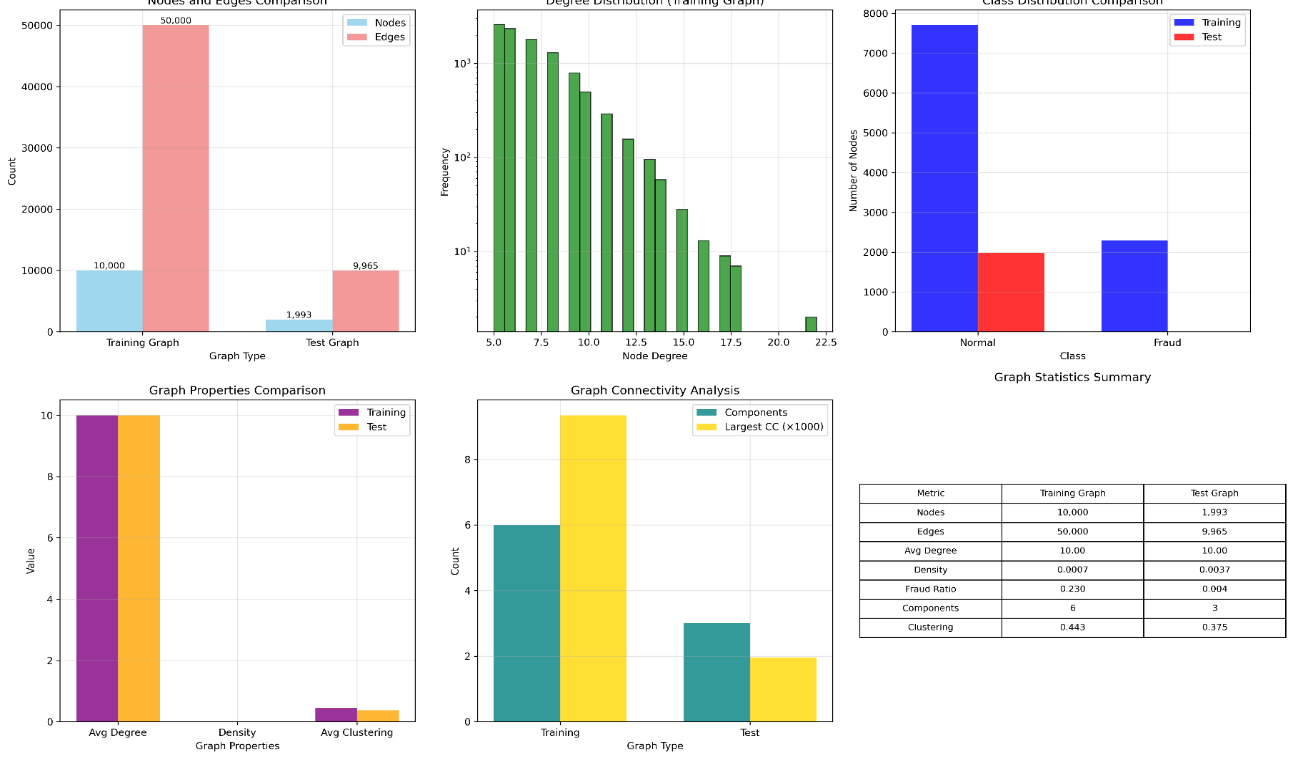 Nodes and Edges Comparison
50000
40000
30000
20000
10000
0
Count
50,000
10,000
9,965
1,993
Nodes
Edges
Training Graph
Test Graph
Graph Type
Degree Distribution (Training Graph)
10³
10²
10¹
Frequency
5.0 7.5 10.0 12.5 15.0 17.5 20.0 22.5
Node Degree
Class Distribution Comparison
8000
7000
6000
5000
4000
3000
2000
1000
0
Number of Nodes
Training
Test
Normal
Fraud
Class
Graph Properties Comparison
10
8
6
4
2
0
Value
Training
Test
Avg Degree
Density
Avg Clustering
Graph Properties
Graph Connectivity Analysis
8
6
4
2
0
Count
Components
Largest CC (×1000)
Training
Test
Graph Type
Graph Statistics Summary
Metric Training Graph Test Graph
Nodes 10,000 1,993
Edges 50,000 9,965
Avg Degree 10.00 10.00
Density 0.0007 0.0037
Fraud Ratio 0.230 0.004
Components 6 3
Clustering 0.443 0.375